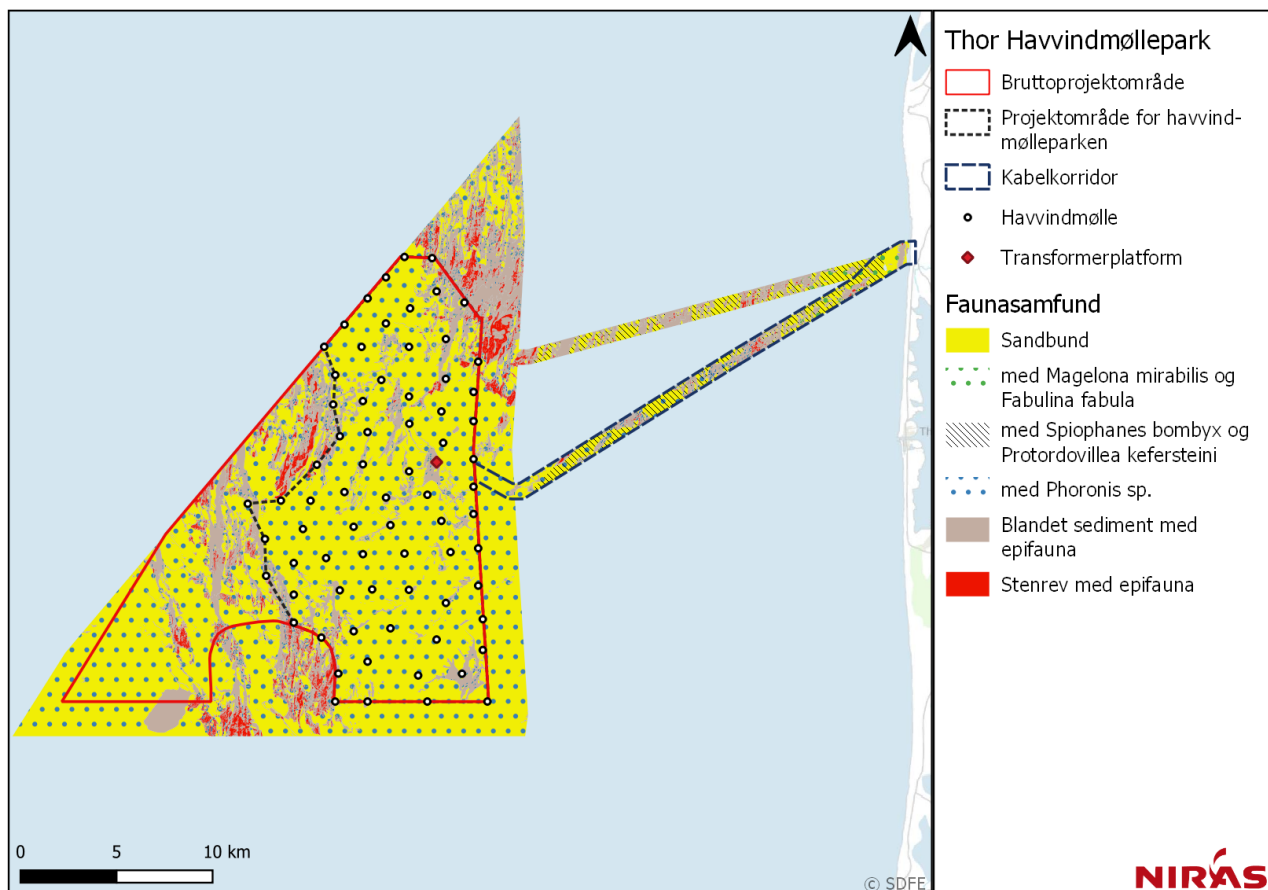 Thor Havvindmøllepark
Bruttoprojektområde
Projektområde for havvind-
mølleparken
Kabelkorridor
Havvindmølle
Transformerplatform
Faunasamfund
Sandbund
med Magelona mirabilis og
Fabulina fabula
med Spiophanes bombyx og
Protordovillea kefersteini
med Phoronis sp.
Blandet sediment med
epifauna
Stenrev med epifauna
0 5 10 km
© SDFE
NIRAS